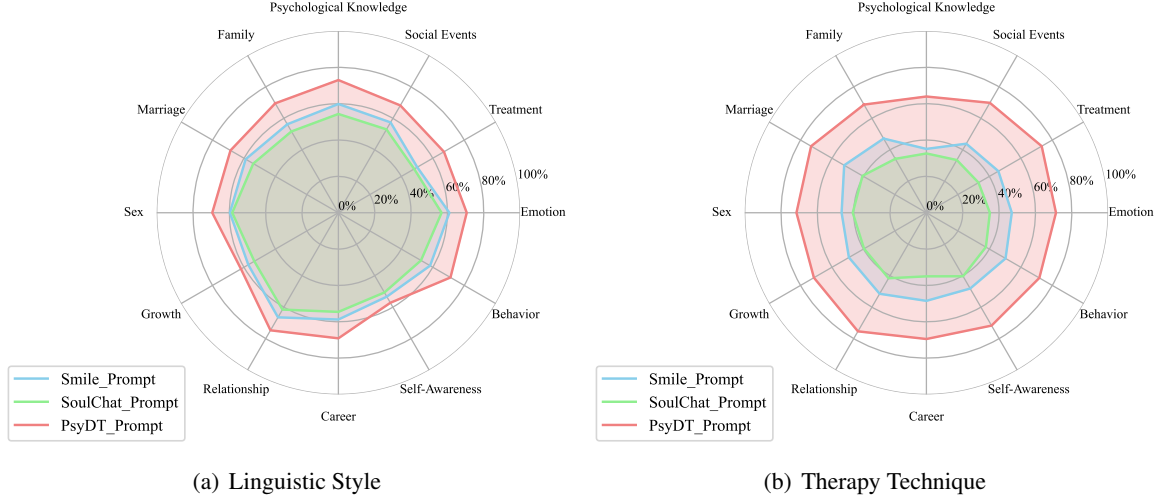 Psychological Knowledge
Family
Social Events
Marriage
Treatment
Sex
0%
20%
40%
60%
80%
100%
Emotion
Growth
Behavior
Relationship
Self-Awareness
Career
Smile_Prompt
SoulChat_Prompt
PsyDT_Prompt
(a) Linguistic Style
Psychological Knowledge
Family
Social Events
Marriage
Treatment
Sex
0%
20%
40%
60%
80%
100%
Emotion
Growth
Behavior
Relationship
Self-Awareness
Career
Smile_Prompt
SoulChat_Prompt
PsyDT_Prompt
(b) Therapy Technique